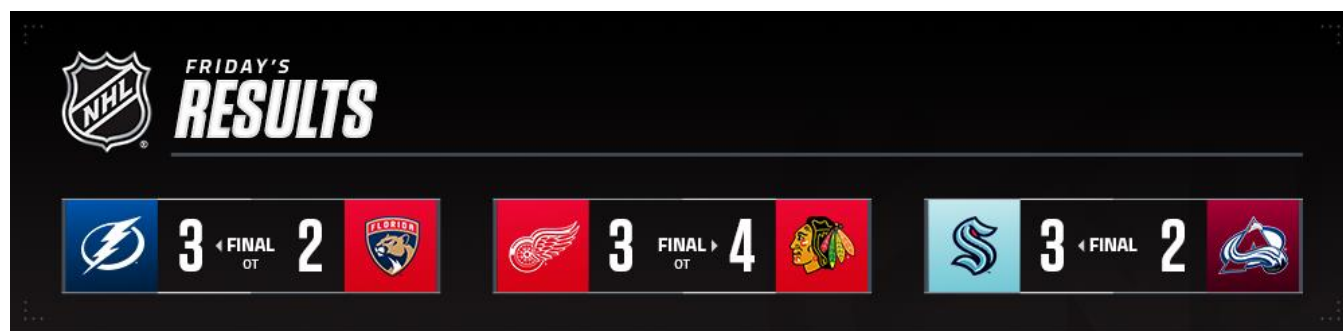 NHL
FRIDAY'S
RESULTS
3 FINAL 2
OT
FLORIDA
3 FINAL 4
OT
3 FINAL 2